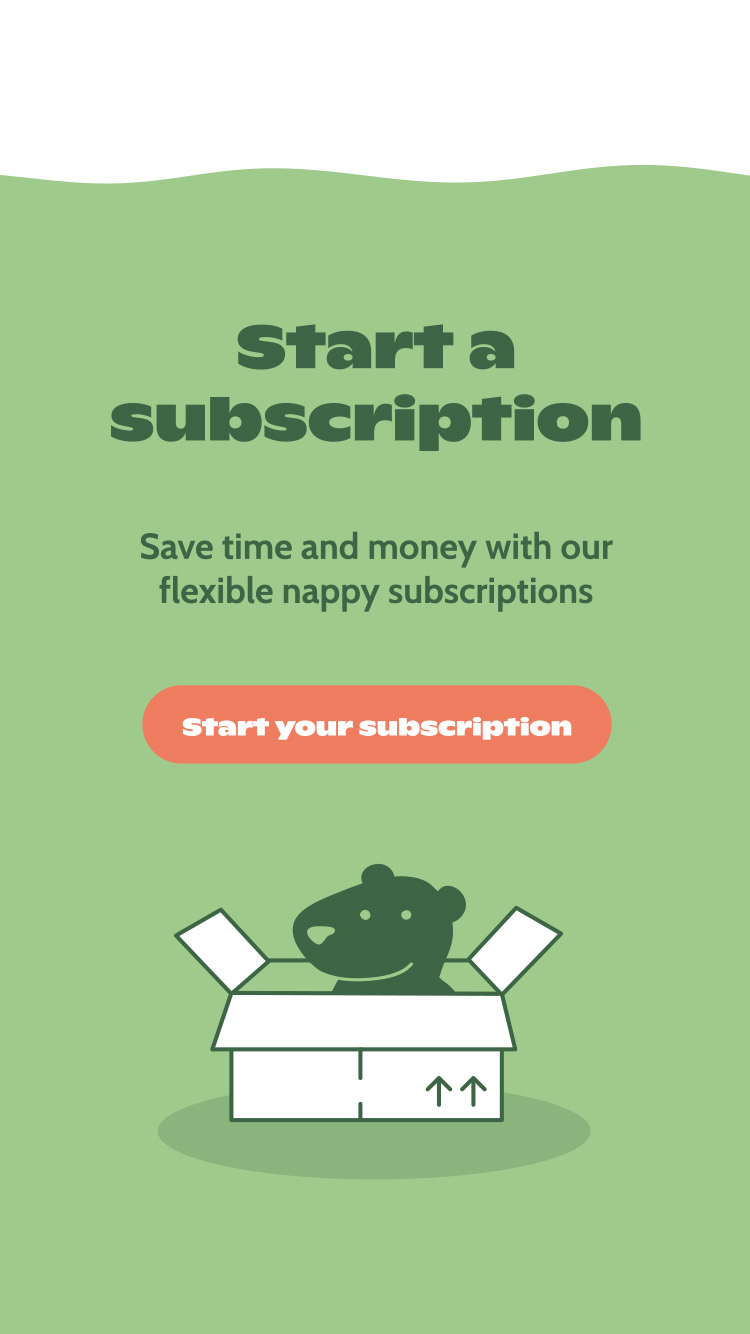 Start a
subscription
Save time and money with our
flexible nappy subscriptions
Start your subscription